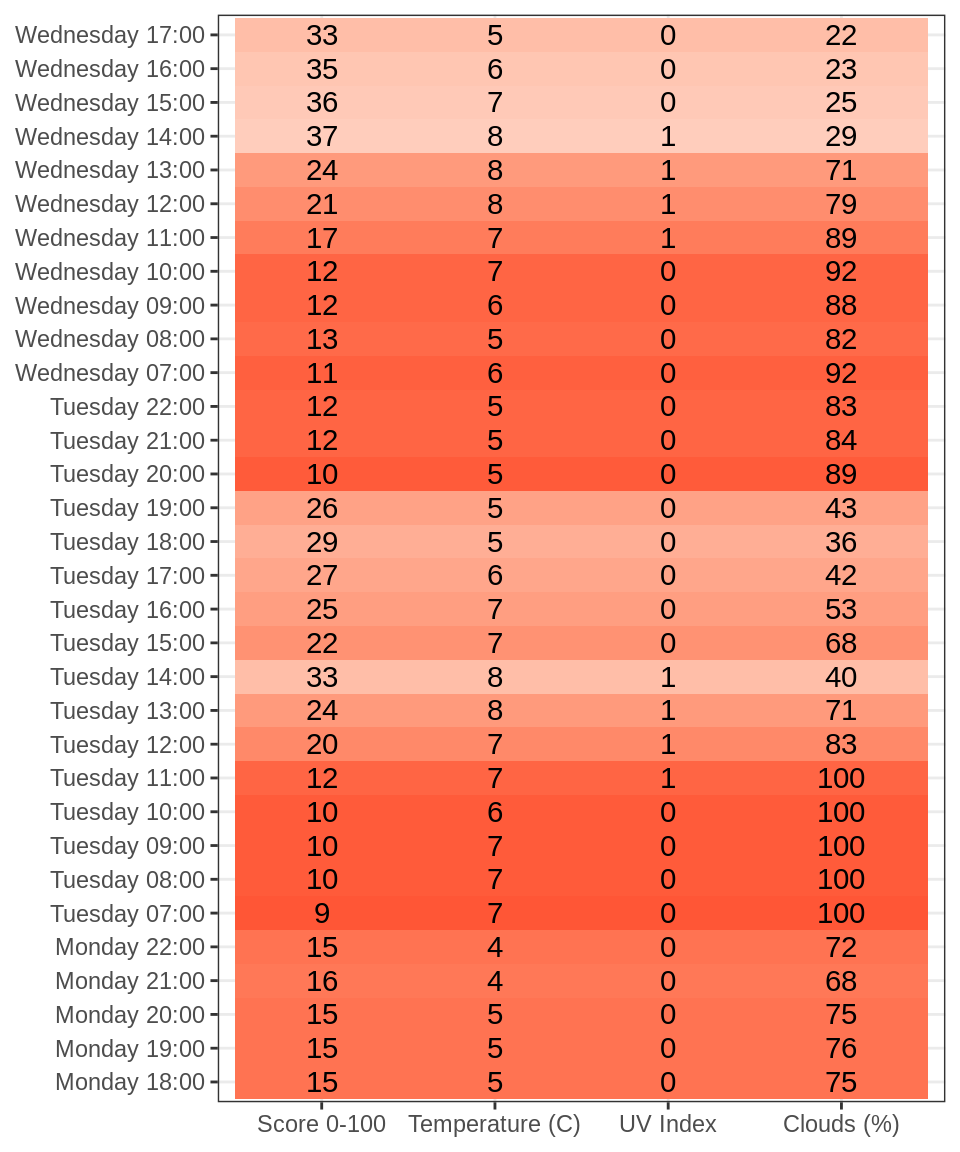 Wednesday 17:00 33 5 0 22
Wednesday 16:00 35 6 0 23
Wednesday 15:00 36 7 0 25
Wednesday 14:00 37 8 1 29
Wednesday 13:00 24 8 1 71
Wednesday 12:00 21 8 1 79
Wednesday 11:00 17 7 1 89
Wednesday 10:00 12 7 0 92
Wednesday 09:00 12 6 0 88
Wednesday 08:00 13 5 0 82
Wednesday 07:00 11 6 0 92
Tuesday 22:00 12 5 0 83
Tuesday 21:00 12 5 0 84
Tuesday 20:00 10 5 0 89
Tuesday 19:00 26 5 0 43
Tuesday 18:00 29 5 0 36
Tuesday 17:00 27 6 0 42
Tuesday 16:00 25 7 0 53
Tuesday 15:00 22 7 0 68
Tuesday 14:00 33 8 1 40
Tuesday 13:00 24 8 1 71
Tuesday 12:00 20 7 1 83
Tuesday 11:00 12 7 1 100
Tuesday 10:00 10 6 0 100
Tuesday 09:00 10 7 0 100
Tuesday 08:00 10 7 0 100
Tuesday 07:00 9 7 0 100
Monday 22:00 15 4 0 72
Monday 21:00 16 4 0 68
Monday 20:00 15 5 0 75
Monday 19:00 15 5 0 76
Monday 18:00 15 5 0 75
Score 0-100 Temperature (C) UV Index Clouds (%)